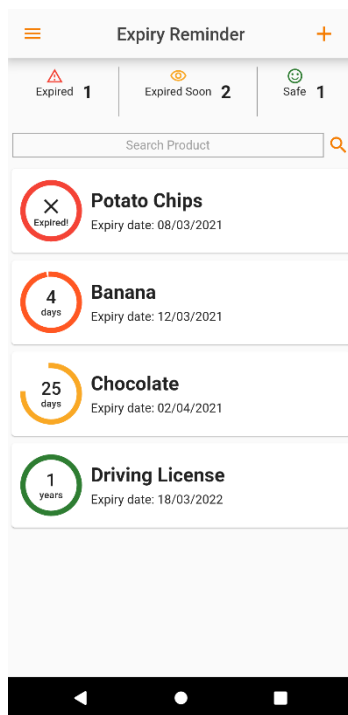 Expiry Reminder
Expired 1
Expired Soon 2
Safe 1
Search Product
Expired!
Potato Chips
Expiry date: 08/03/2021
4
days
Banana
Expiry date: 12/03/2021
25
days
Chocolate
Expiry date: 02/04/2021
1
years
Driving License
Expiry date: 18/03/2022